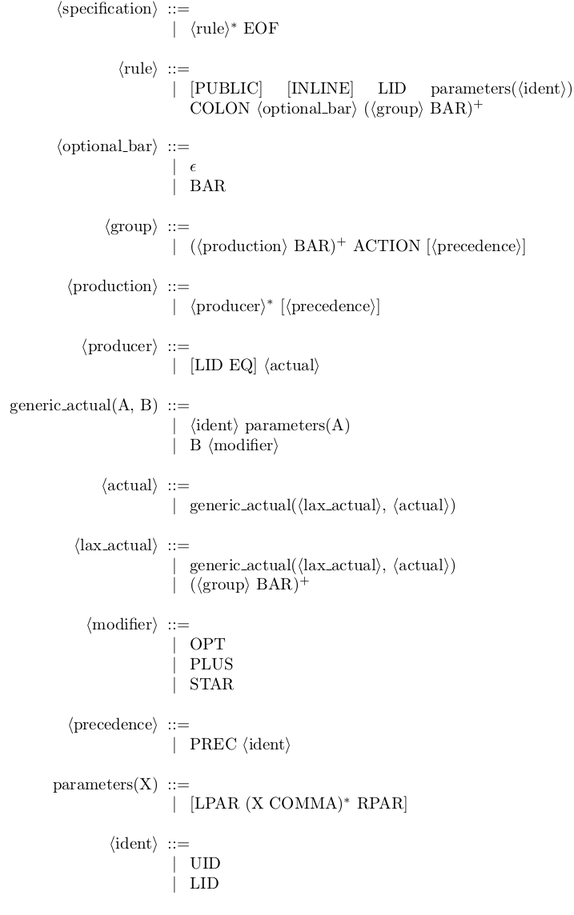 ⟨specification⟩ ::=
| ⟨rule⟩* EOF
⟨rule⟩ ::=
| [PUBLIC] [INLINE] LID parameters(⟨ident⟩)
COLON ⟨optional_bar⟩ (⟨group⟩ BAR)⁺
⟨optional_bar⟩ ::=
| ϵ
| BAR
⟨group⟩ ::=
| (⟨production⟩ BAR)⁺ ACTION [⟨precedence⟩]
⟨production⟩ ::=
| ⟨producer⟩* [⟨precedence⟩]
⟨producer⟩ ::=
| [LID EQ] ⟨actual⟩
generic_actual(A, B) ::=
| ⟨ident⟩ parameters(A)
| B ⟨modifier⟩
⟨actual⟩ ::=
| generic_actual(⟨lax_actual⟩, ⟨actual⟩)
⟨lax_actual⟩ ::=
| generic_actual(⟨lax_actual⟩, ⟨actual⟩)
| (⟨group⟩ BAR)⁺
⟨modifier⟩ ::=
| OPT
| PLUS
| STAR
⟨precedence⟩ ::=
| PREC ⟨ident⟩
parameters(X) ::=
| [LPAR (X COMMA)* RPAR]
⟨ident⟩ ::=
| UID
| LID